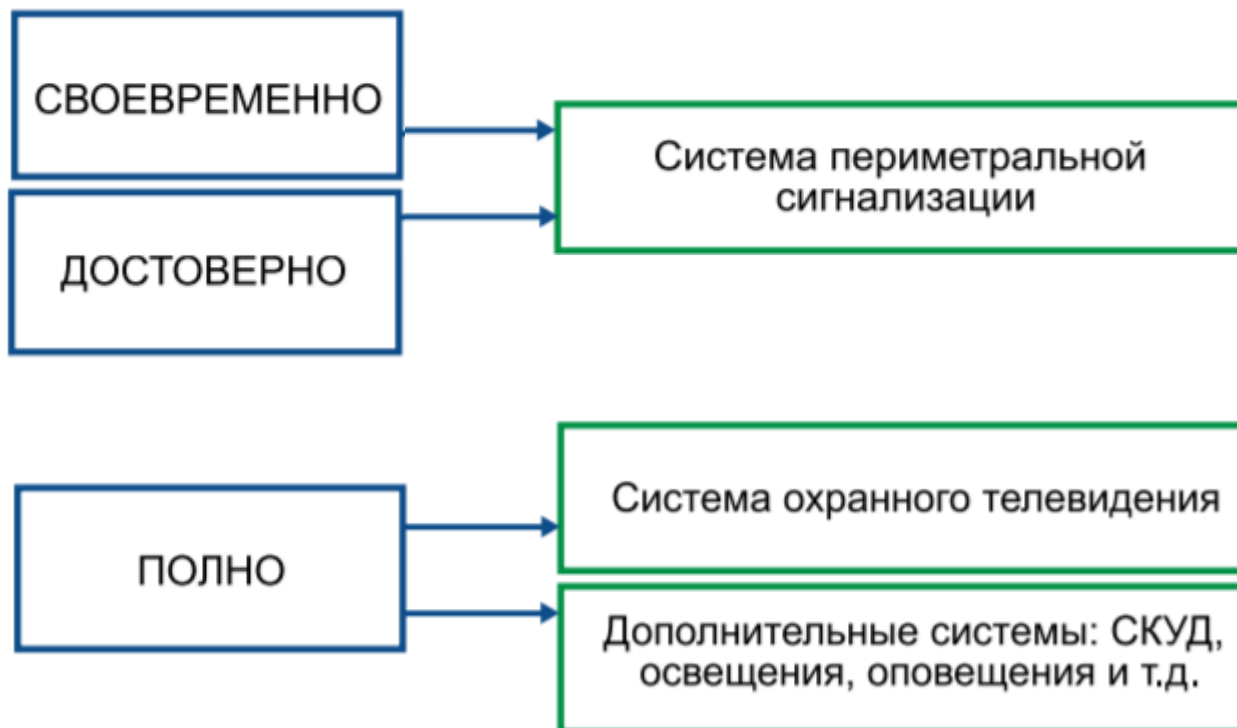 СВОЕВРЕМЕННО
Система периметральной
сигнализации
ДОСТОВЕРНО
Система охранного телевидения
ПОЛНО
Дополнительные системы: СКУД,
освещения, оповещения и т.д.